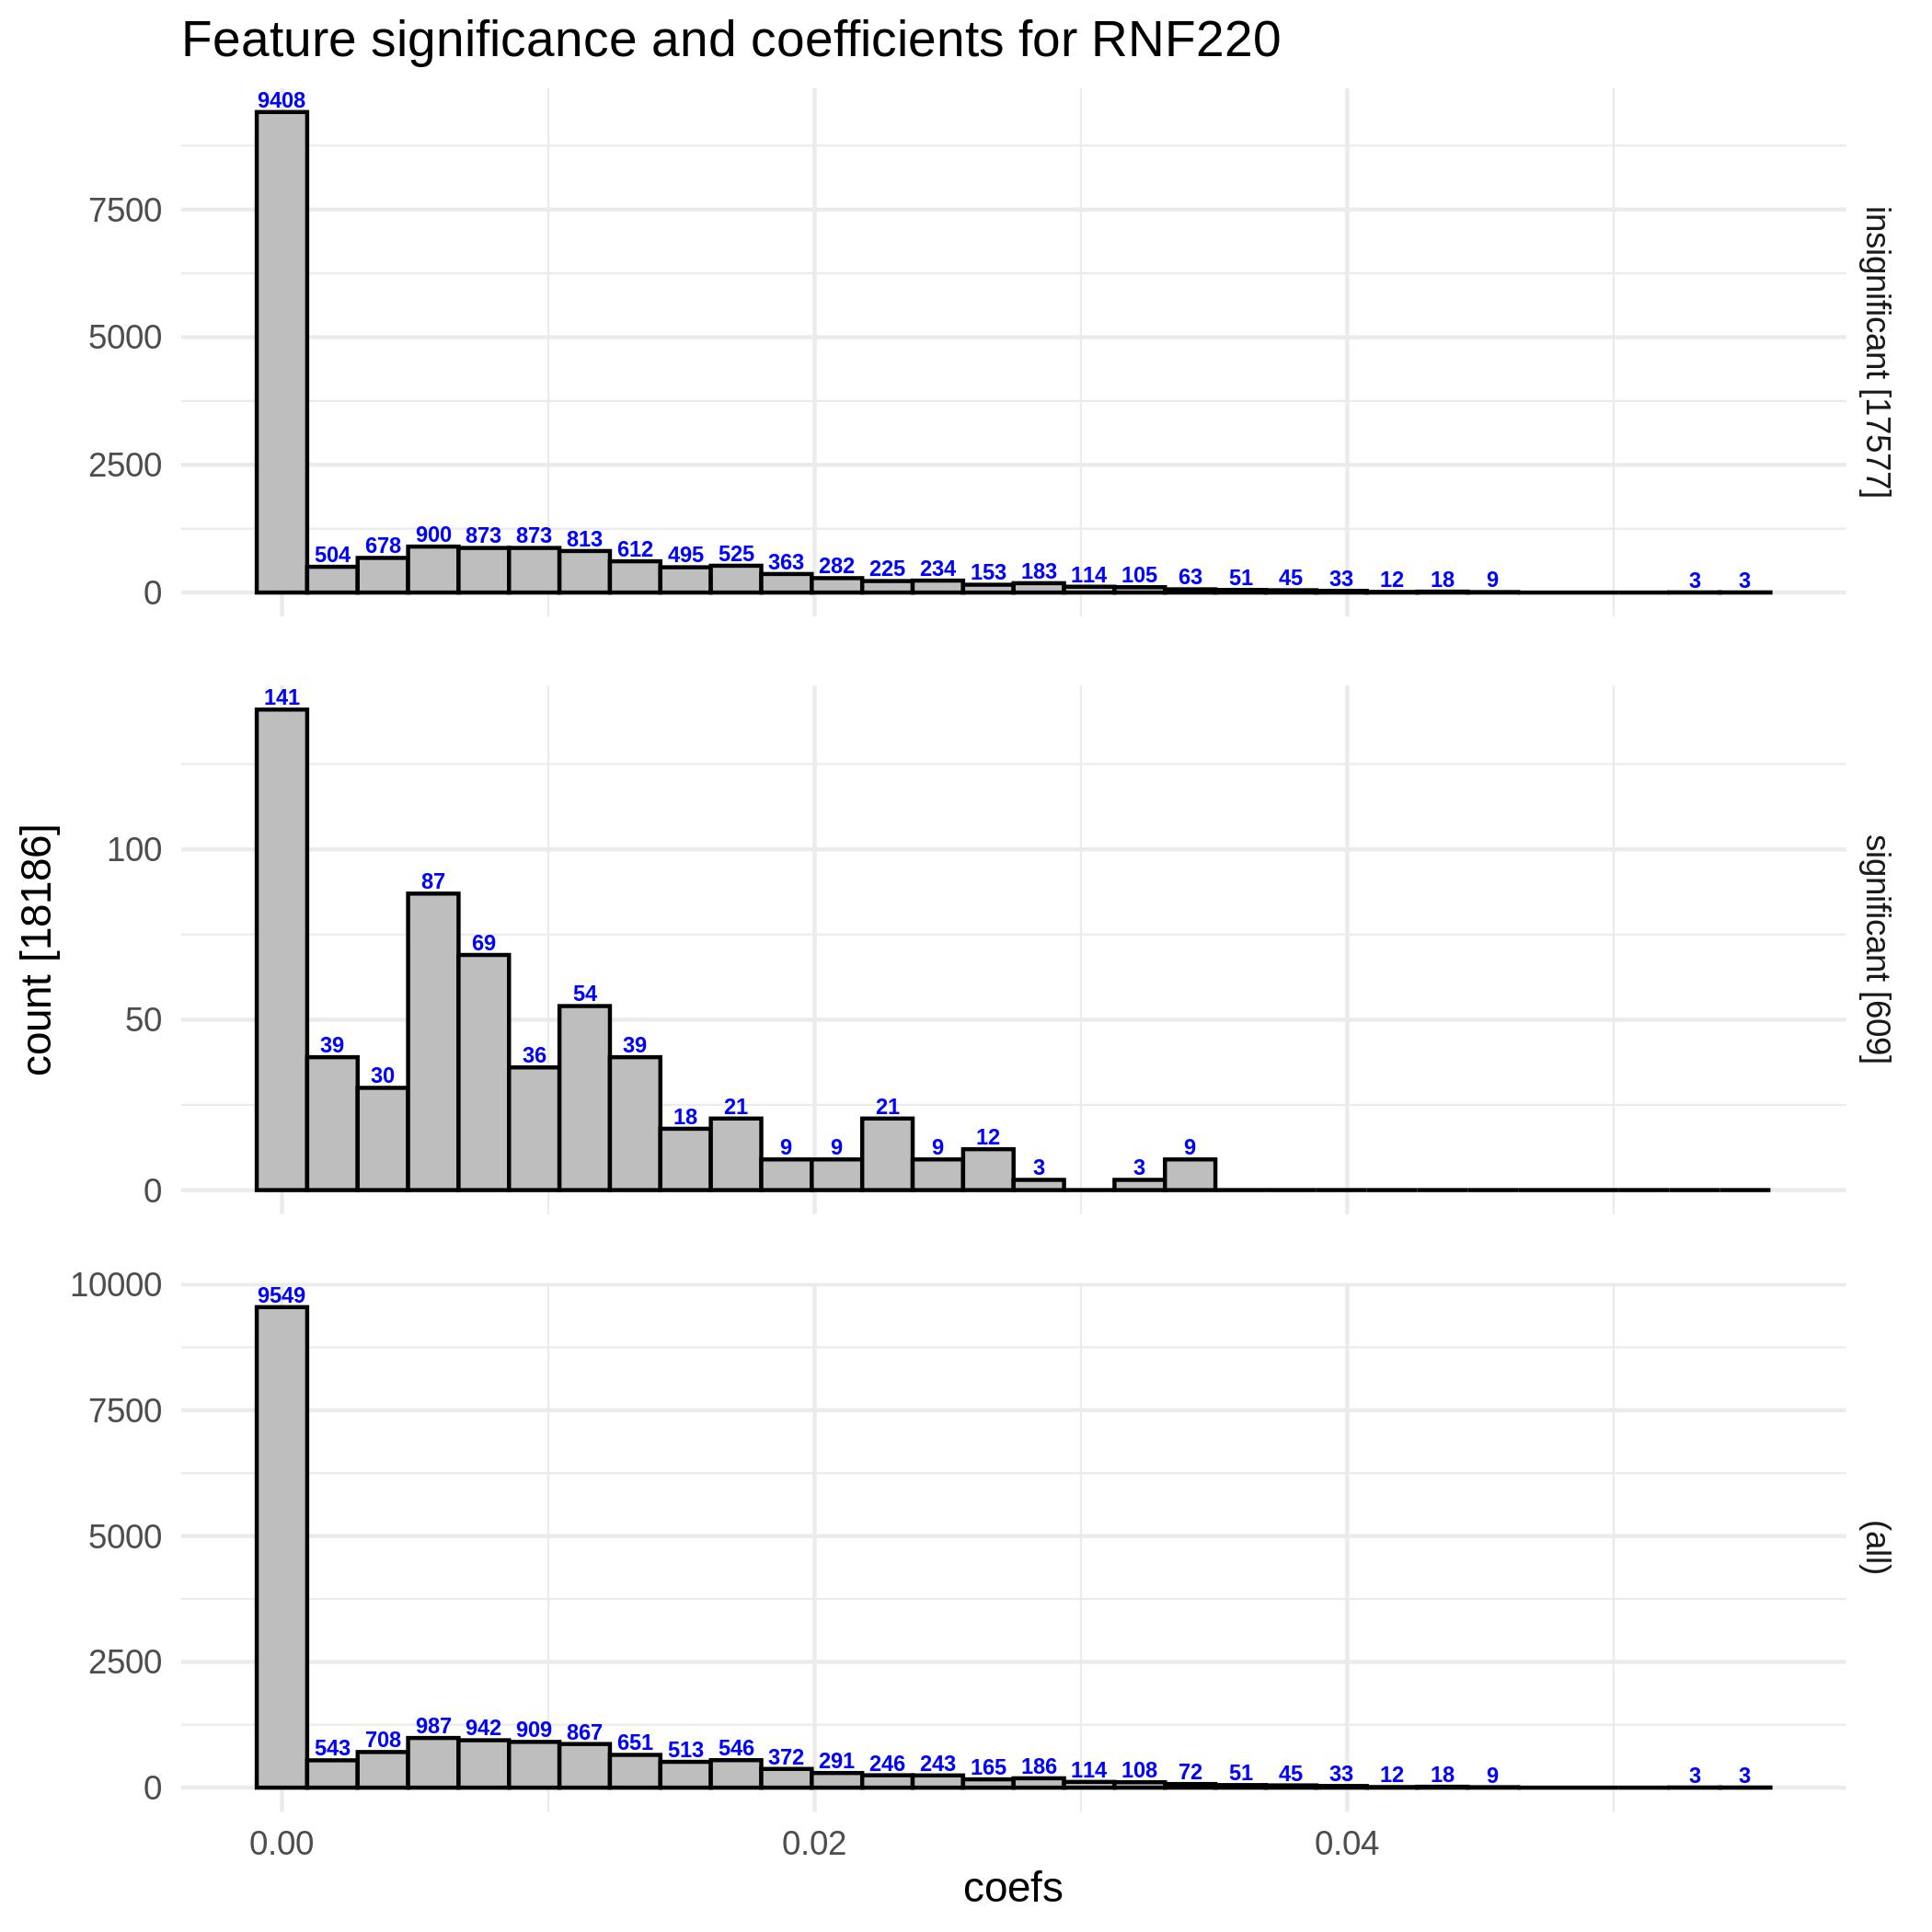 Feature significance and coefficients for RNF220
9408
7500
5000
2500
0
504 678 900 873 873 813 612 495 525 363 282 225 234 153 183 114 105 63 51 45 33 12 18 9 3 3
insignificant [17577]
141
100
50
0
39 30 87 69 36 54 39 18 21 9 9 21 9 12 3 3 9
significant [609]
count [18186]
10000
9549
7500
5000
2500
0
543 708 987 942 909 867 651 513 546 372 291 246 243 165 186 114 108 72 51 45 33 12 18 9 3 3
(all)
0.00 0.02 0.04
coefs